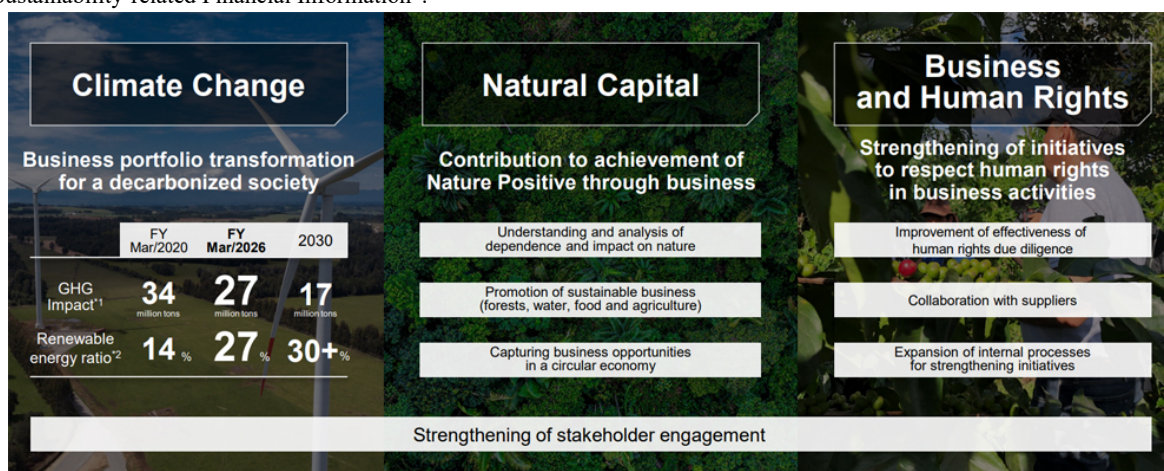 Sustainability-related Financial Information".
Climate Change
Business portfolio transformation
for a decarbonized society
FY
Mar/2020
FY
Mar/2026
2030
GHG
Impact*1
34
million tons
27
million tons
17
million tons
Renewable
energy ratio*2
14 %
27 %
30+%
Natural Capital
Contribution to achievement of
Nature Positive through business
Understanding and analysis of
dependence and impact on nature
Promotion of sustainable business
(forests, water, food and agriculture)
Capturing business opportunities
in a circular economy
Business
and Human Rights
Strengthening of initiatives
to respect human rights
in business activities
Improvement of effectiveness of
human rights due diligence
Collaboration with suppliers
Expansion of internal processes
for strengthening initiatives
Strengthening of stakeholder engagement